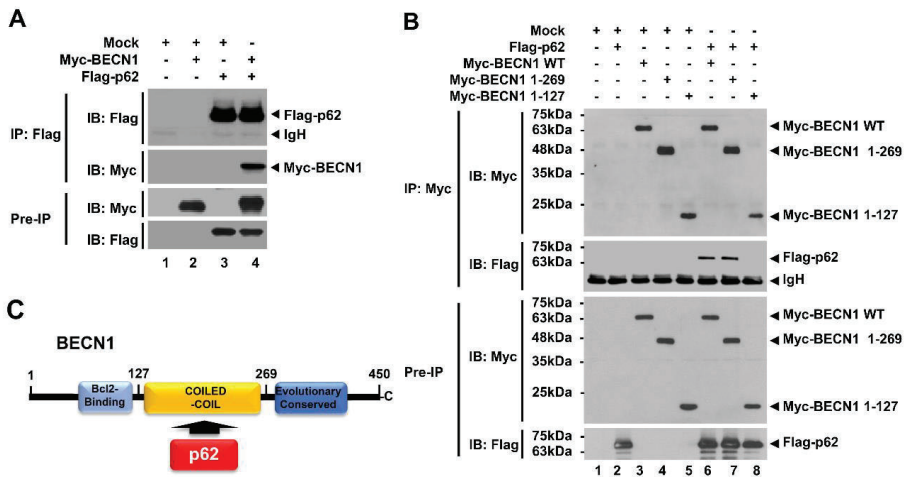 A
Mock + + + -
Myc-BECN1 - + - +
Flag-p62 - - + +
IP: Flag
IB: Flag
Flag-p62
IgH
IB: Myc
Myc-BECN1
Pre-IP
IB: Myc
IB: Flag
1 2 3 4
B
Mock + + + + + - - -
Flag-p62 - + - - - + + +
Myc-BECN1 WT - - + - - + - -
Myc-BECN1 1-269 - - - + - - + -
Myc-BECN1 1-127 - - - - + - - +
IP: Myc
IB: Myc
75kDa
63kDa
48kDa
35kDa
25kDa
Myc-BECN1 WT
Myc-BECN1 1-269
Myc-BECN1 1-127
IB: Flag
75kDa
63kDa
Flag-p62
IgH
Pre-IP
IB: Myc
75kDa
63kDa
48kDa
35kDa
25kDa
Myc-BECN1 WT
Myc-BECN1 1-269
Myc-BECN1 1-127
IB: Flag
75kDa
63kDa
Flag-p62
1 2 3 4 5 6 7 8
C
BECN1
1 127 269 450
Bcl2-
Binding
COILED
-COIL
Evolutionary
Conserved
-C
p62